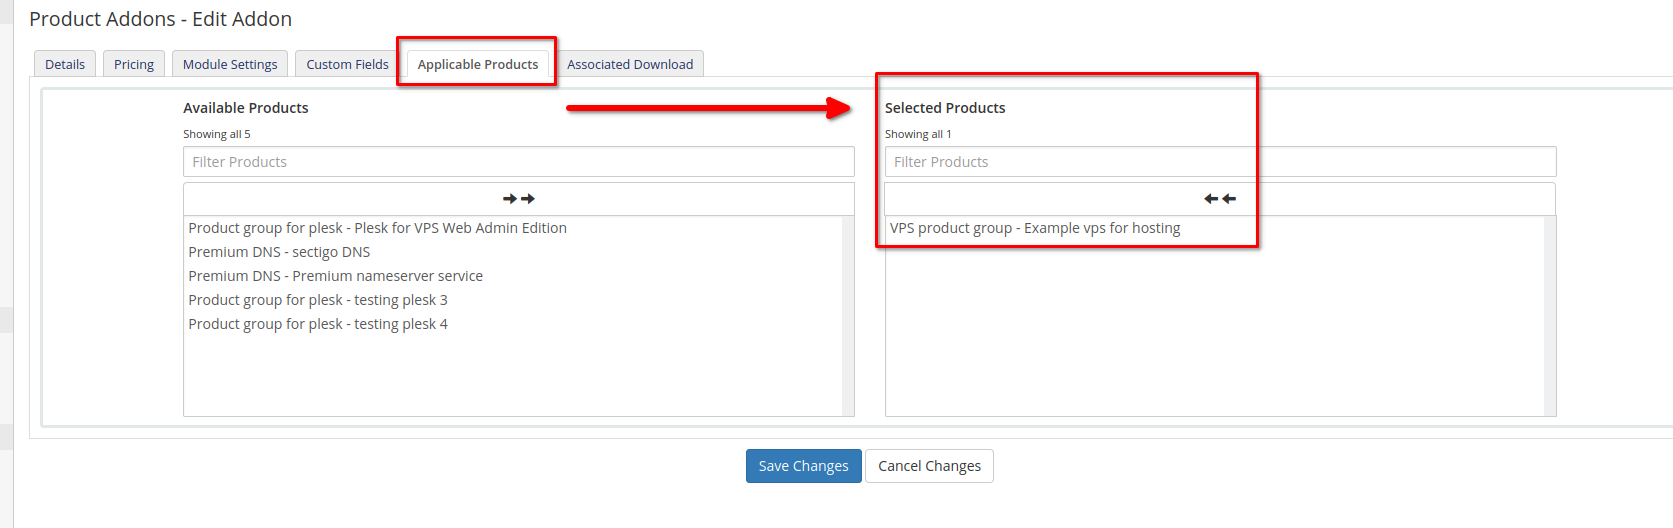 Product Addons - Edit Addon
Details
Pricing
Module Settings
Custom Fields
Applicable Products
Associated Download
Available Products
Showing all 5
Filter Products
Product group for plesk - Plesk for VPS Web Admin Edition
Premium DNS - sectigo DNS
Premium DNS - Premium nameserver service
Product group for plesk - testing plesk 3
Product group for plesk - testing plesk 4
Selected Products
Showing all 1
Filter Products
VPS product group - Example vps for hosting
Save Changes
Cancel Changes